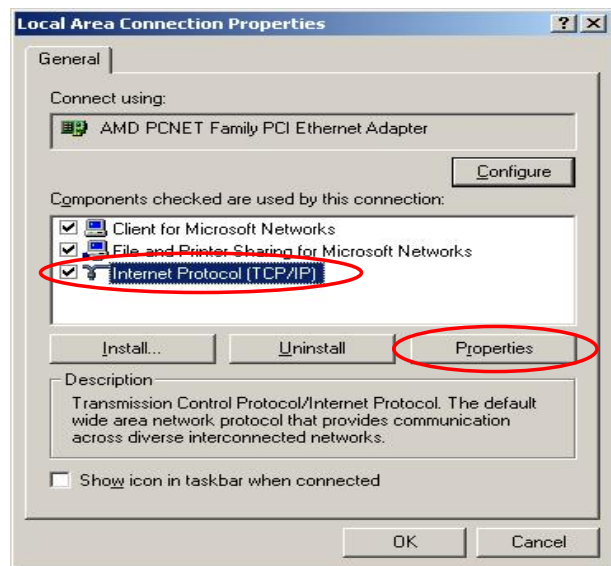 Local Area Connection Properties
General
Connect using:
AMD PCNET Family PCI Ethernet Adapter
Configure
Components checked are used by this connection:
Client for Microsoft Networks
File and Printer Sharing for Microsoft Networks
Internet Protocol (TCP/IP)
Install... Uninstall Properties
Description
Transmission Control Protocol/Internet Protocol. The default
wide area network protocol that provides communication
across diverse interconnected networks.
Show icon in taskbar when connected
OK Cancel